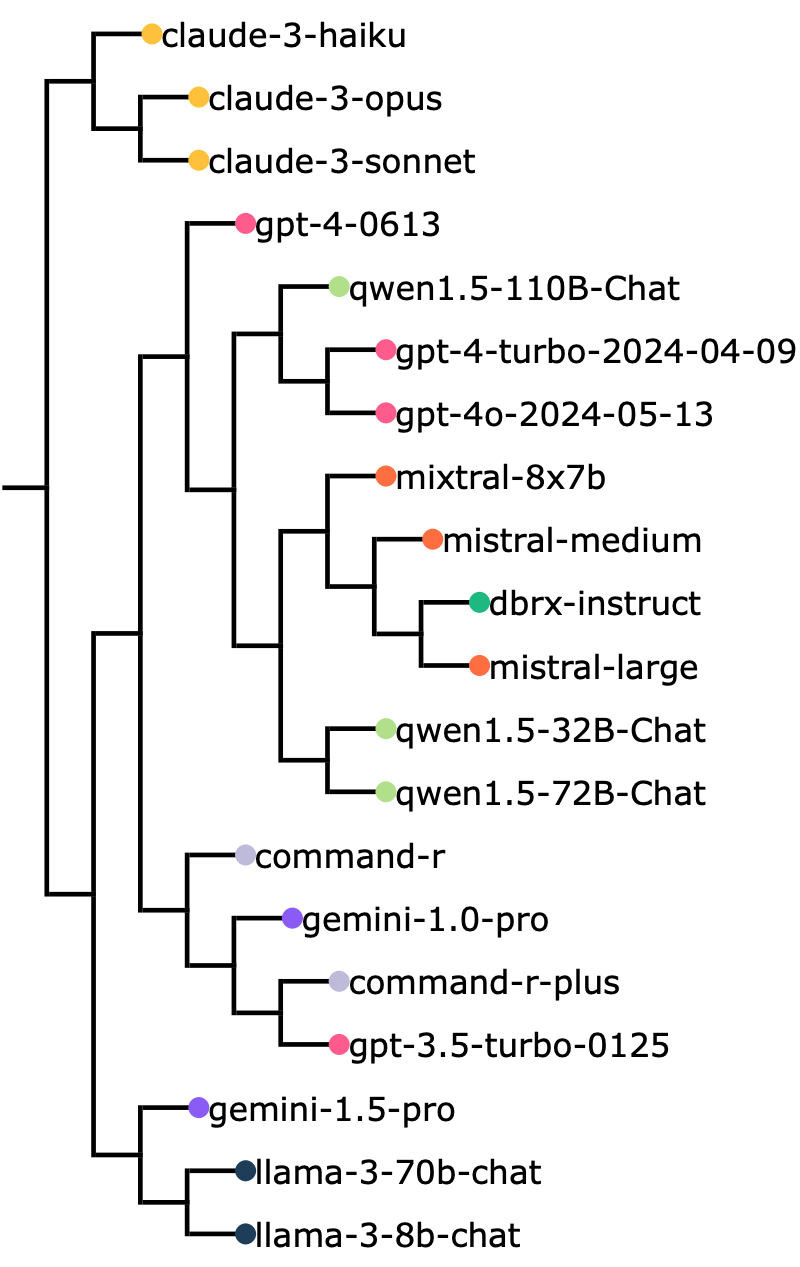 claude-3-haiku
claude-3-opus
claude-3-sonnet
gpt-4-0613
qwen1.5-110B-Chat
gpt-4-turbo-2024-04-09
gpt-4o-2024-05-13
mixtral-8x7b
mistral-medium
dbrx-instruct
mistral-large
qwen1.5-32B-Chat
qwen1.5-72B-Chat
command-r
gemini-1.0-pro
command-r-plus
gpt-3.5-turbo-0125
gemini-1.5-pro
llama-3-70b-chat
llama-3-8b-chat